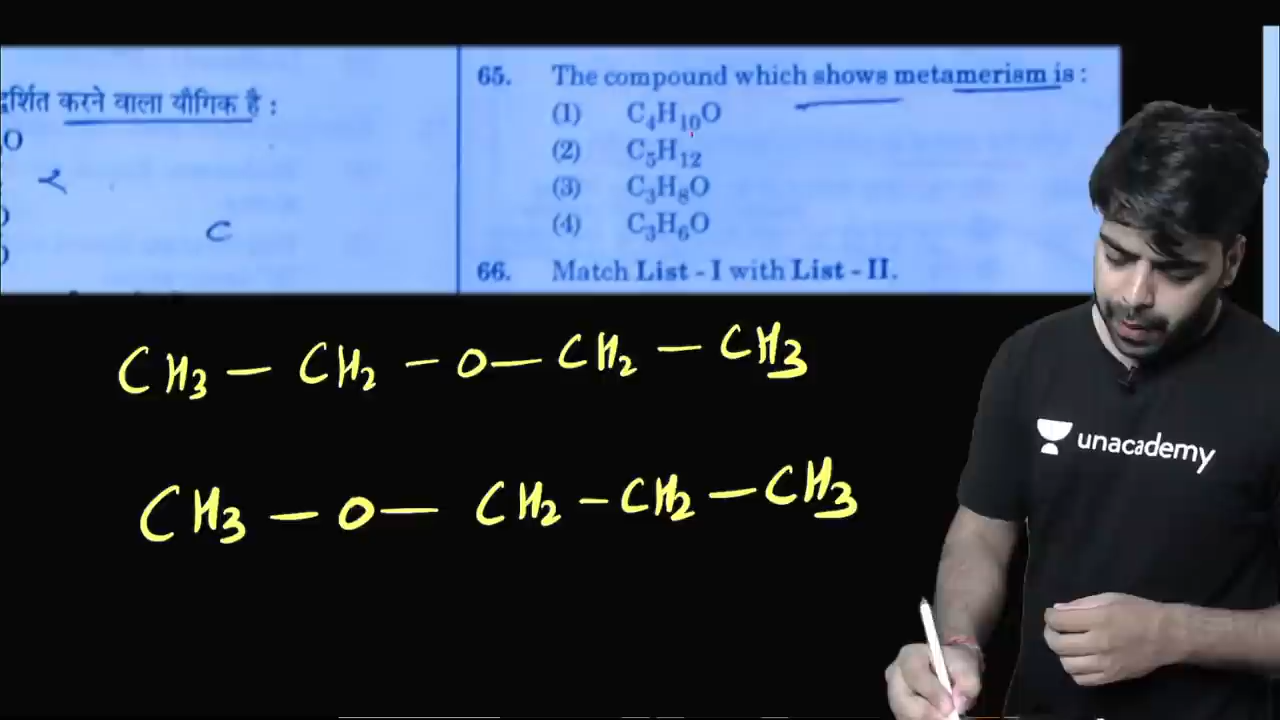 दर्शित करने वाला यौगिक है :
O
C
65. The compound which shows metamerism is :
(1) C₄H₁₀O
(2) C₅H₁₂
(3) C₃H₈O
(4) C₃H₆O
66. Match List - I with List - II.
CH₃ — CH₂ — O — CH₂ — CH₃
CH₃ — O — CH₂ — CH₂ — CH₃
unacademy